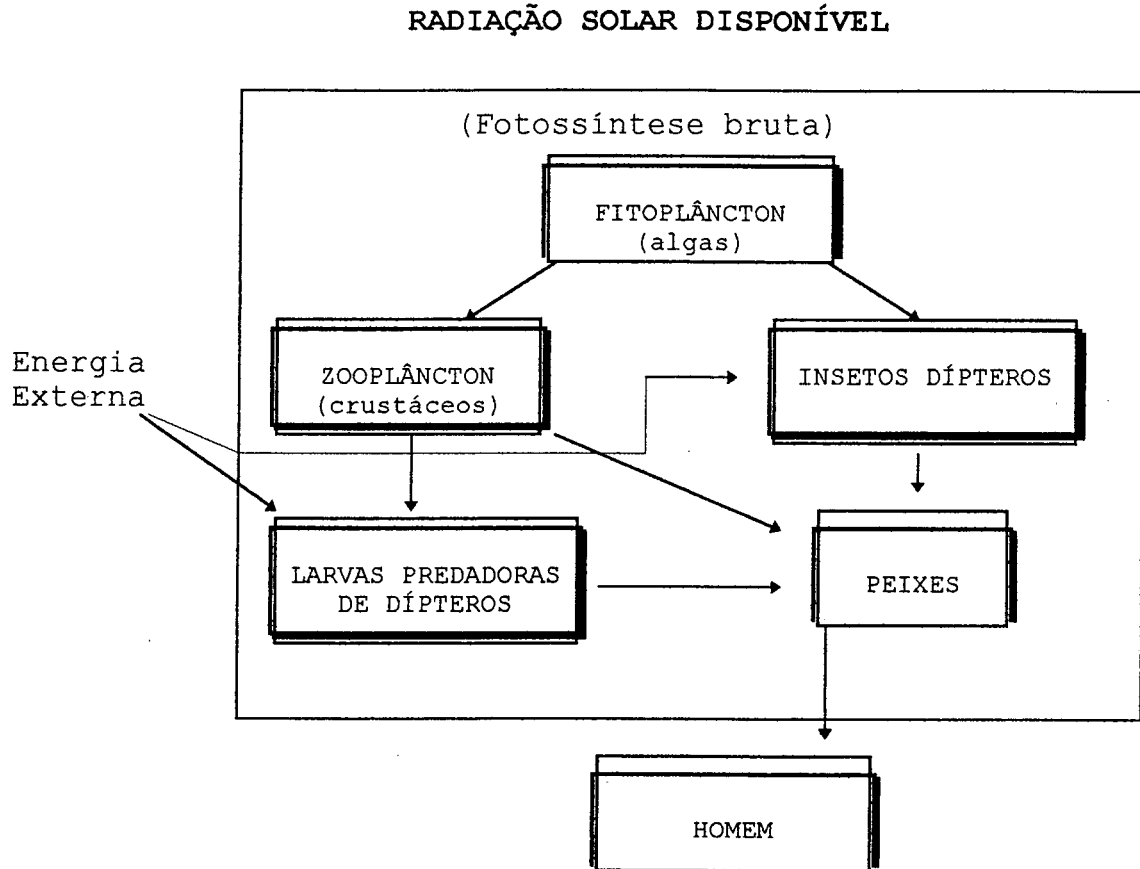 RADIAÇÃO SOLAR DISPONÍVEL
(Fotossíntese bruta)
FITOPLÂNCTON
(algas)
Energia
Externa
ZOOPLÂNCTON
(crustáceos)
INSETOS DÍPTEROS
LARVAS PREDADORAS
DE DÍPTEROS
PEIXES
HOMEM